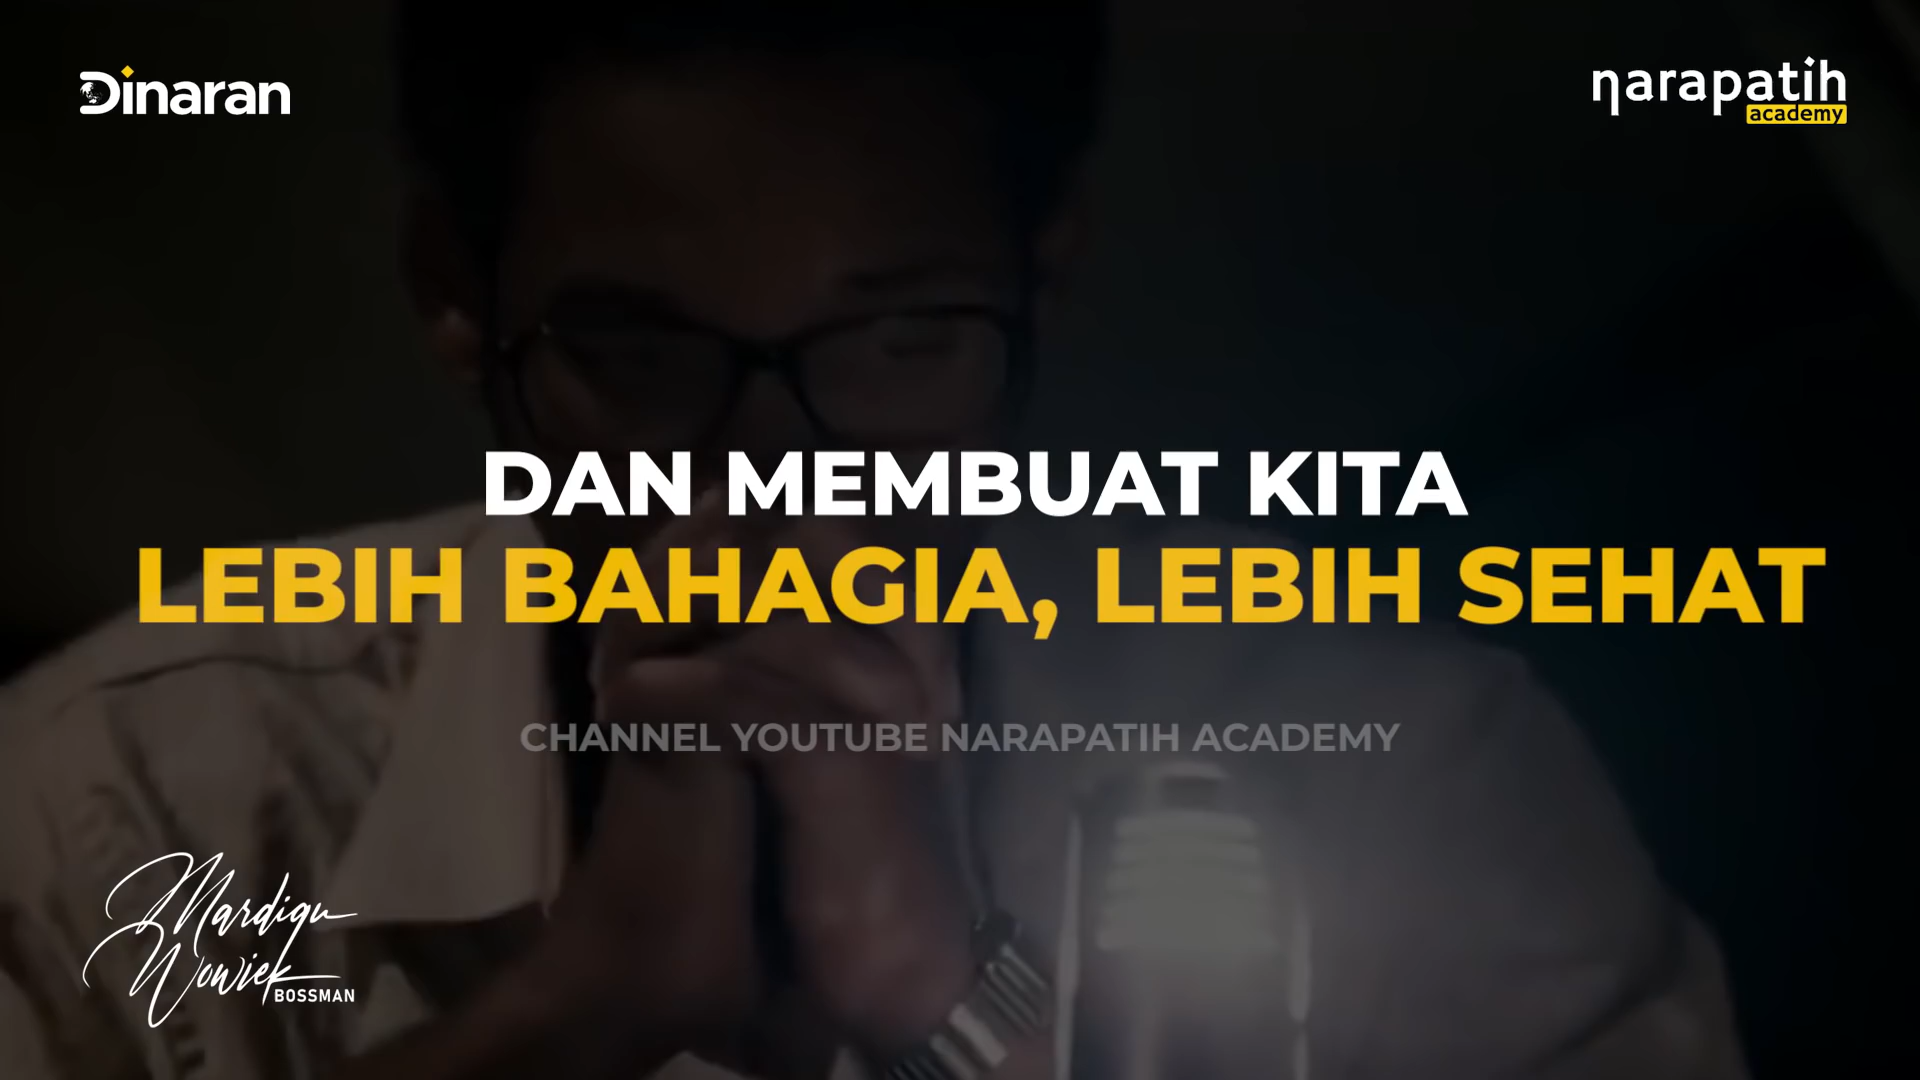 Dinaran
narapatih
academy
DAN MEMBUAT KITA
LEBIH BAHAGIA, LEBIH SEHAT
CHANNEL YOUTUBE NARAPATIH ACADEMY
Mardigu
Wowiek
BOSSMAN